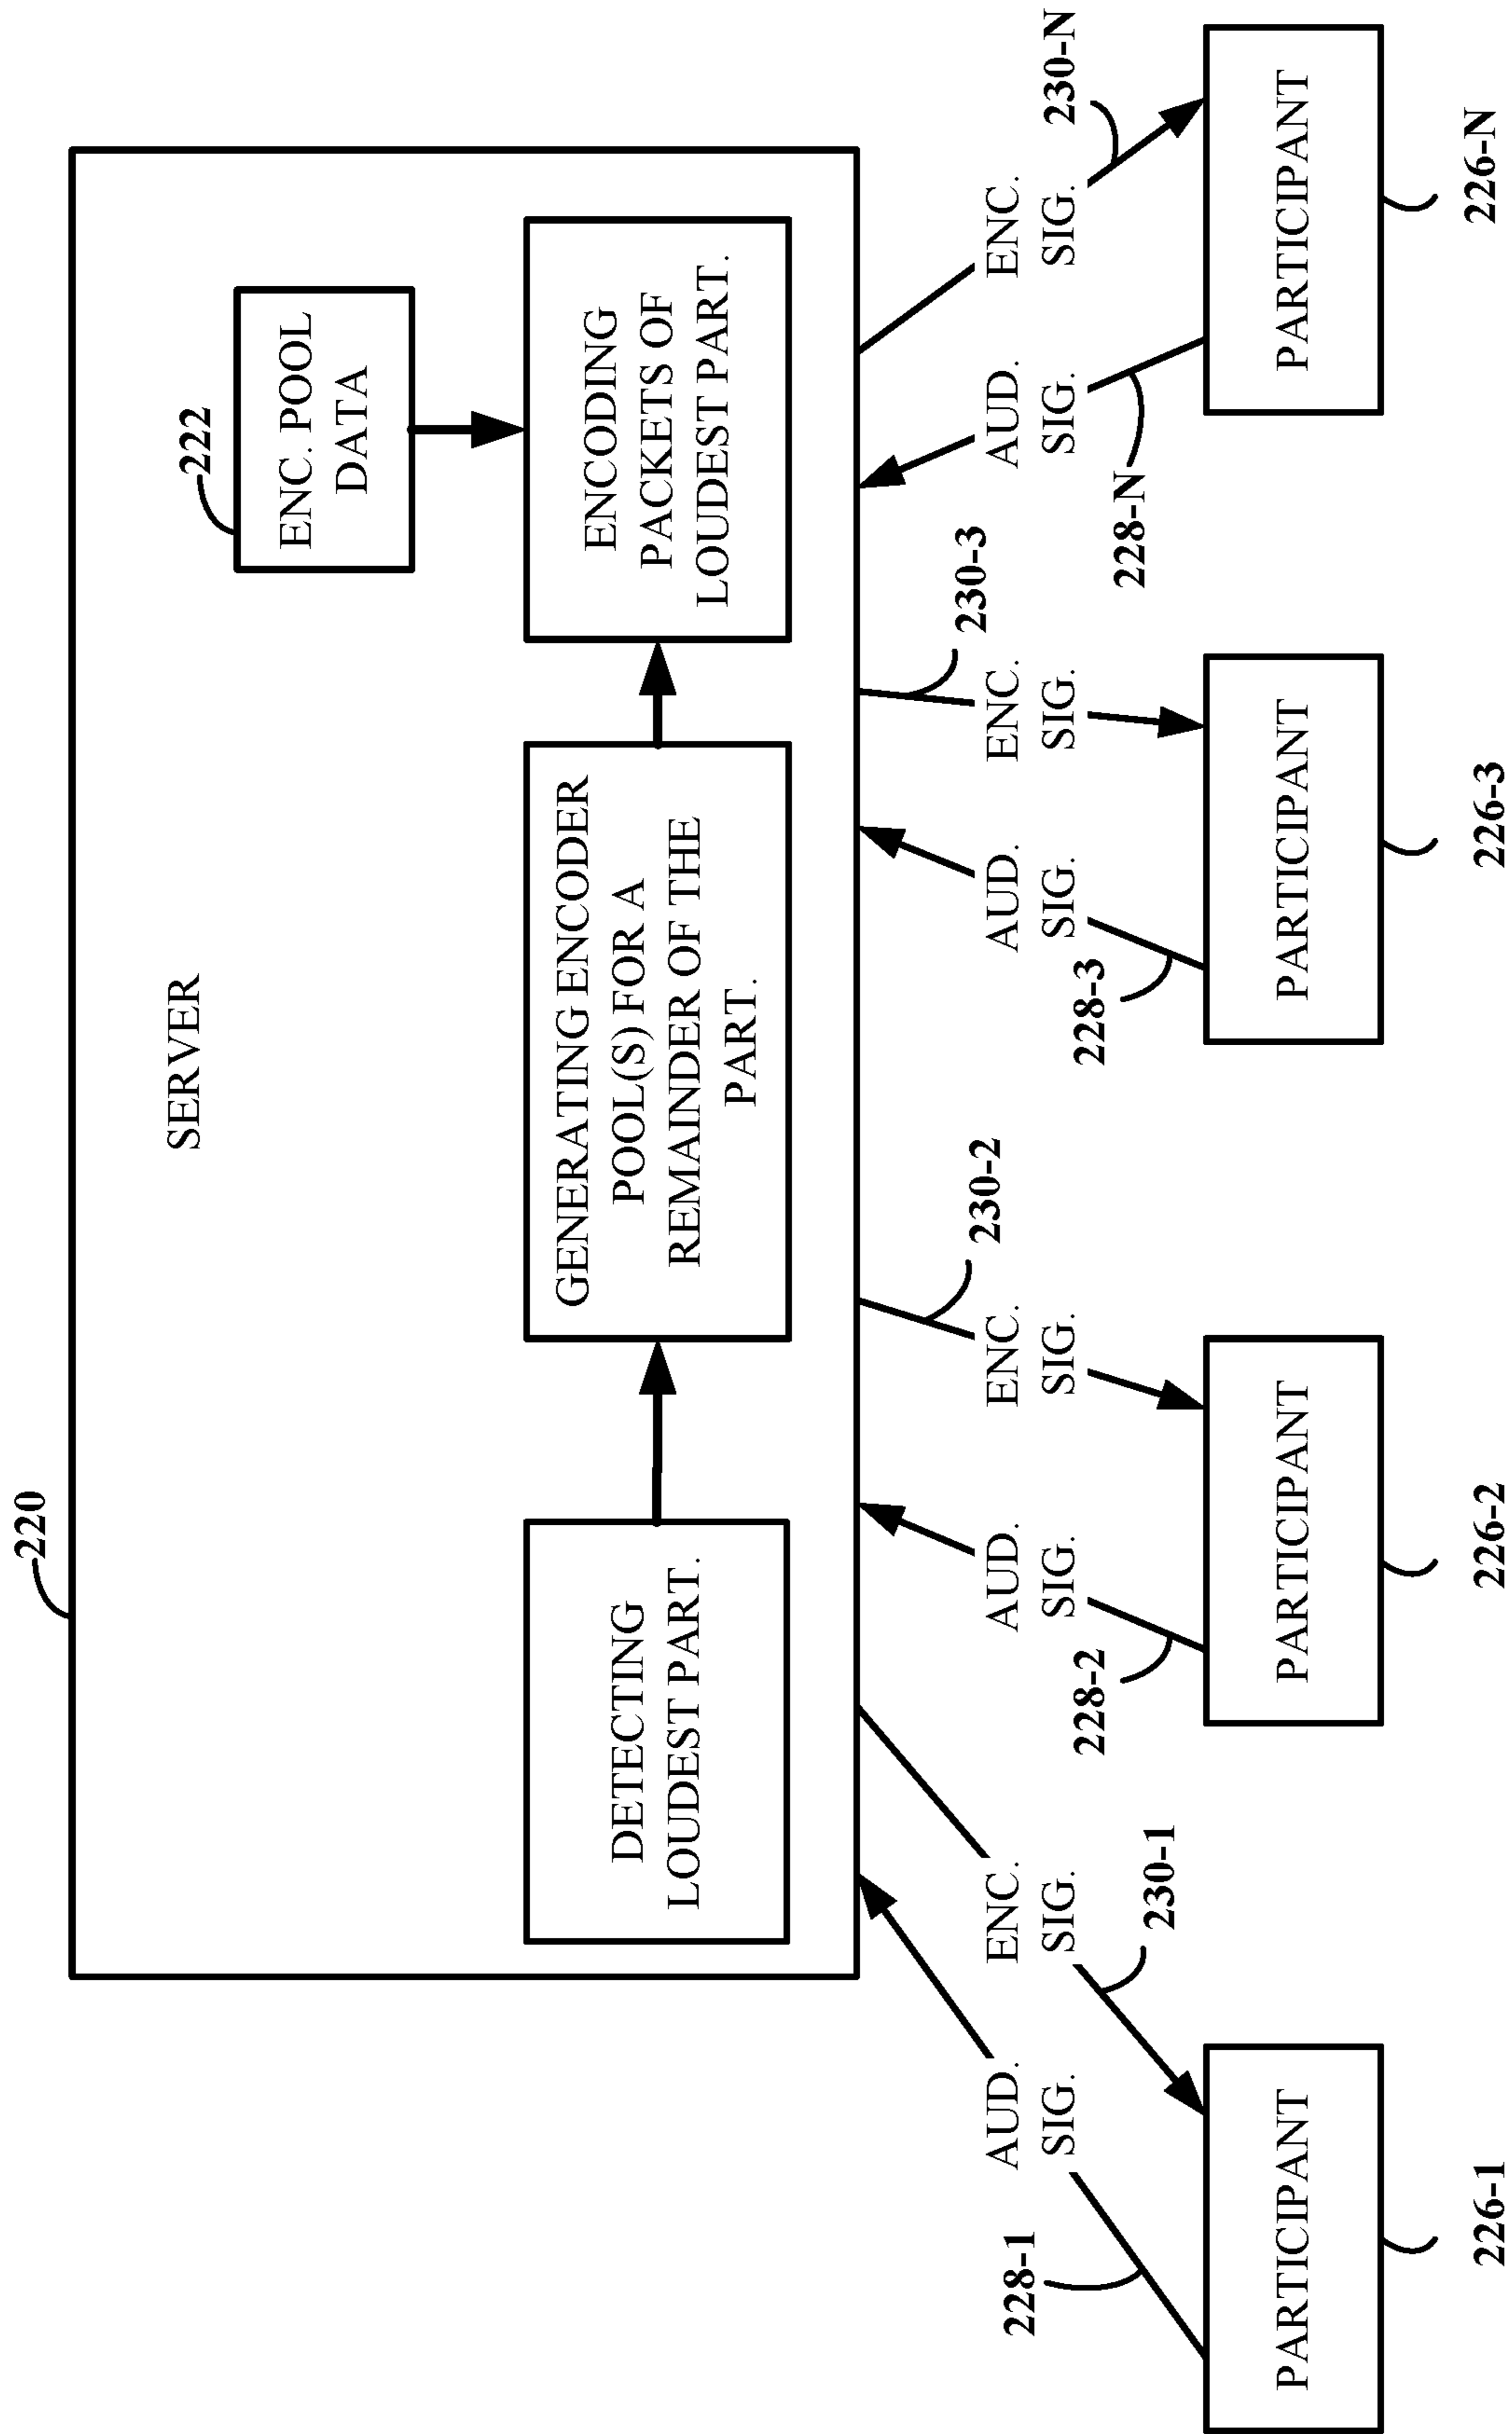 220
SERVER
222
ENC. POOL
DATA
DETECTING
LOUDEST PART.
GENERATING ENCODER
POOL(S) FOR A
REMAINDER OF THE
PART.
ENCODING
PACKETS OF
LOUDEST PART.
228-1
AUD.
SIG.
ENC.
SIG.
230-1
228-2
AUD.
SIG.
ENC.
SIG.
230-2
228-3
AUD.
SIG.
ENC.
SIG.
230-3
228-N
AUD.
SIG.
ENC.
SIG.
230-N
PARTICIPANT
226-1
PARTICIPANT
226-2
PARTICIPANT
226-3
PARTICIPANT
226-N